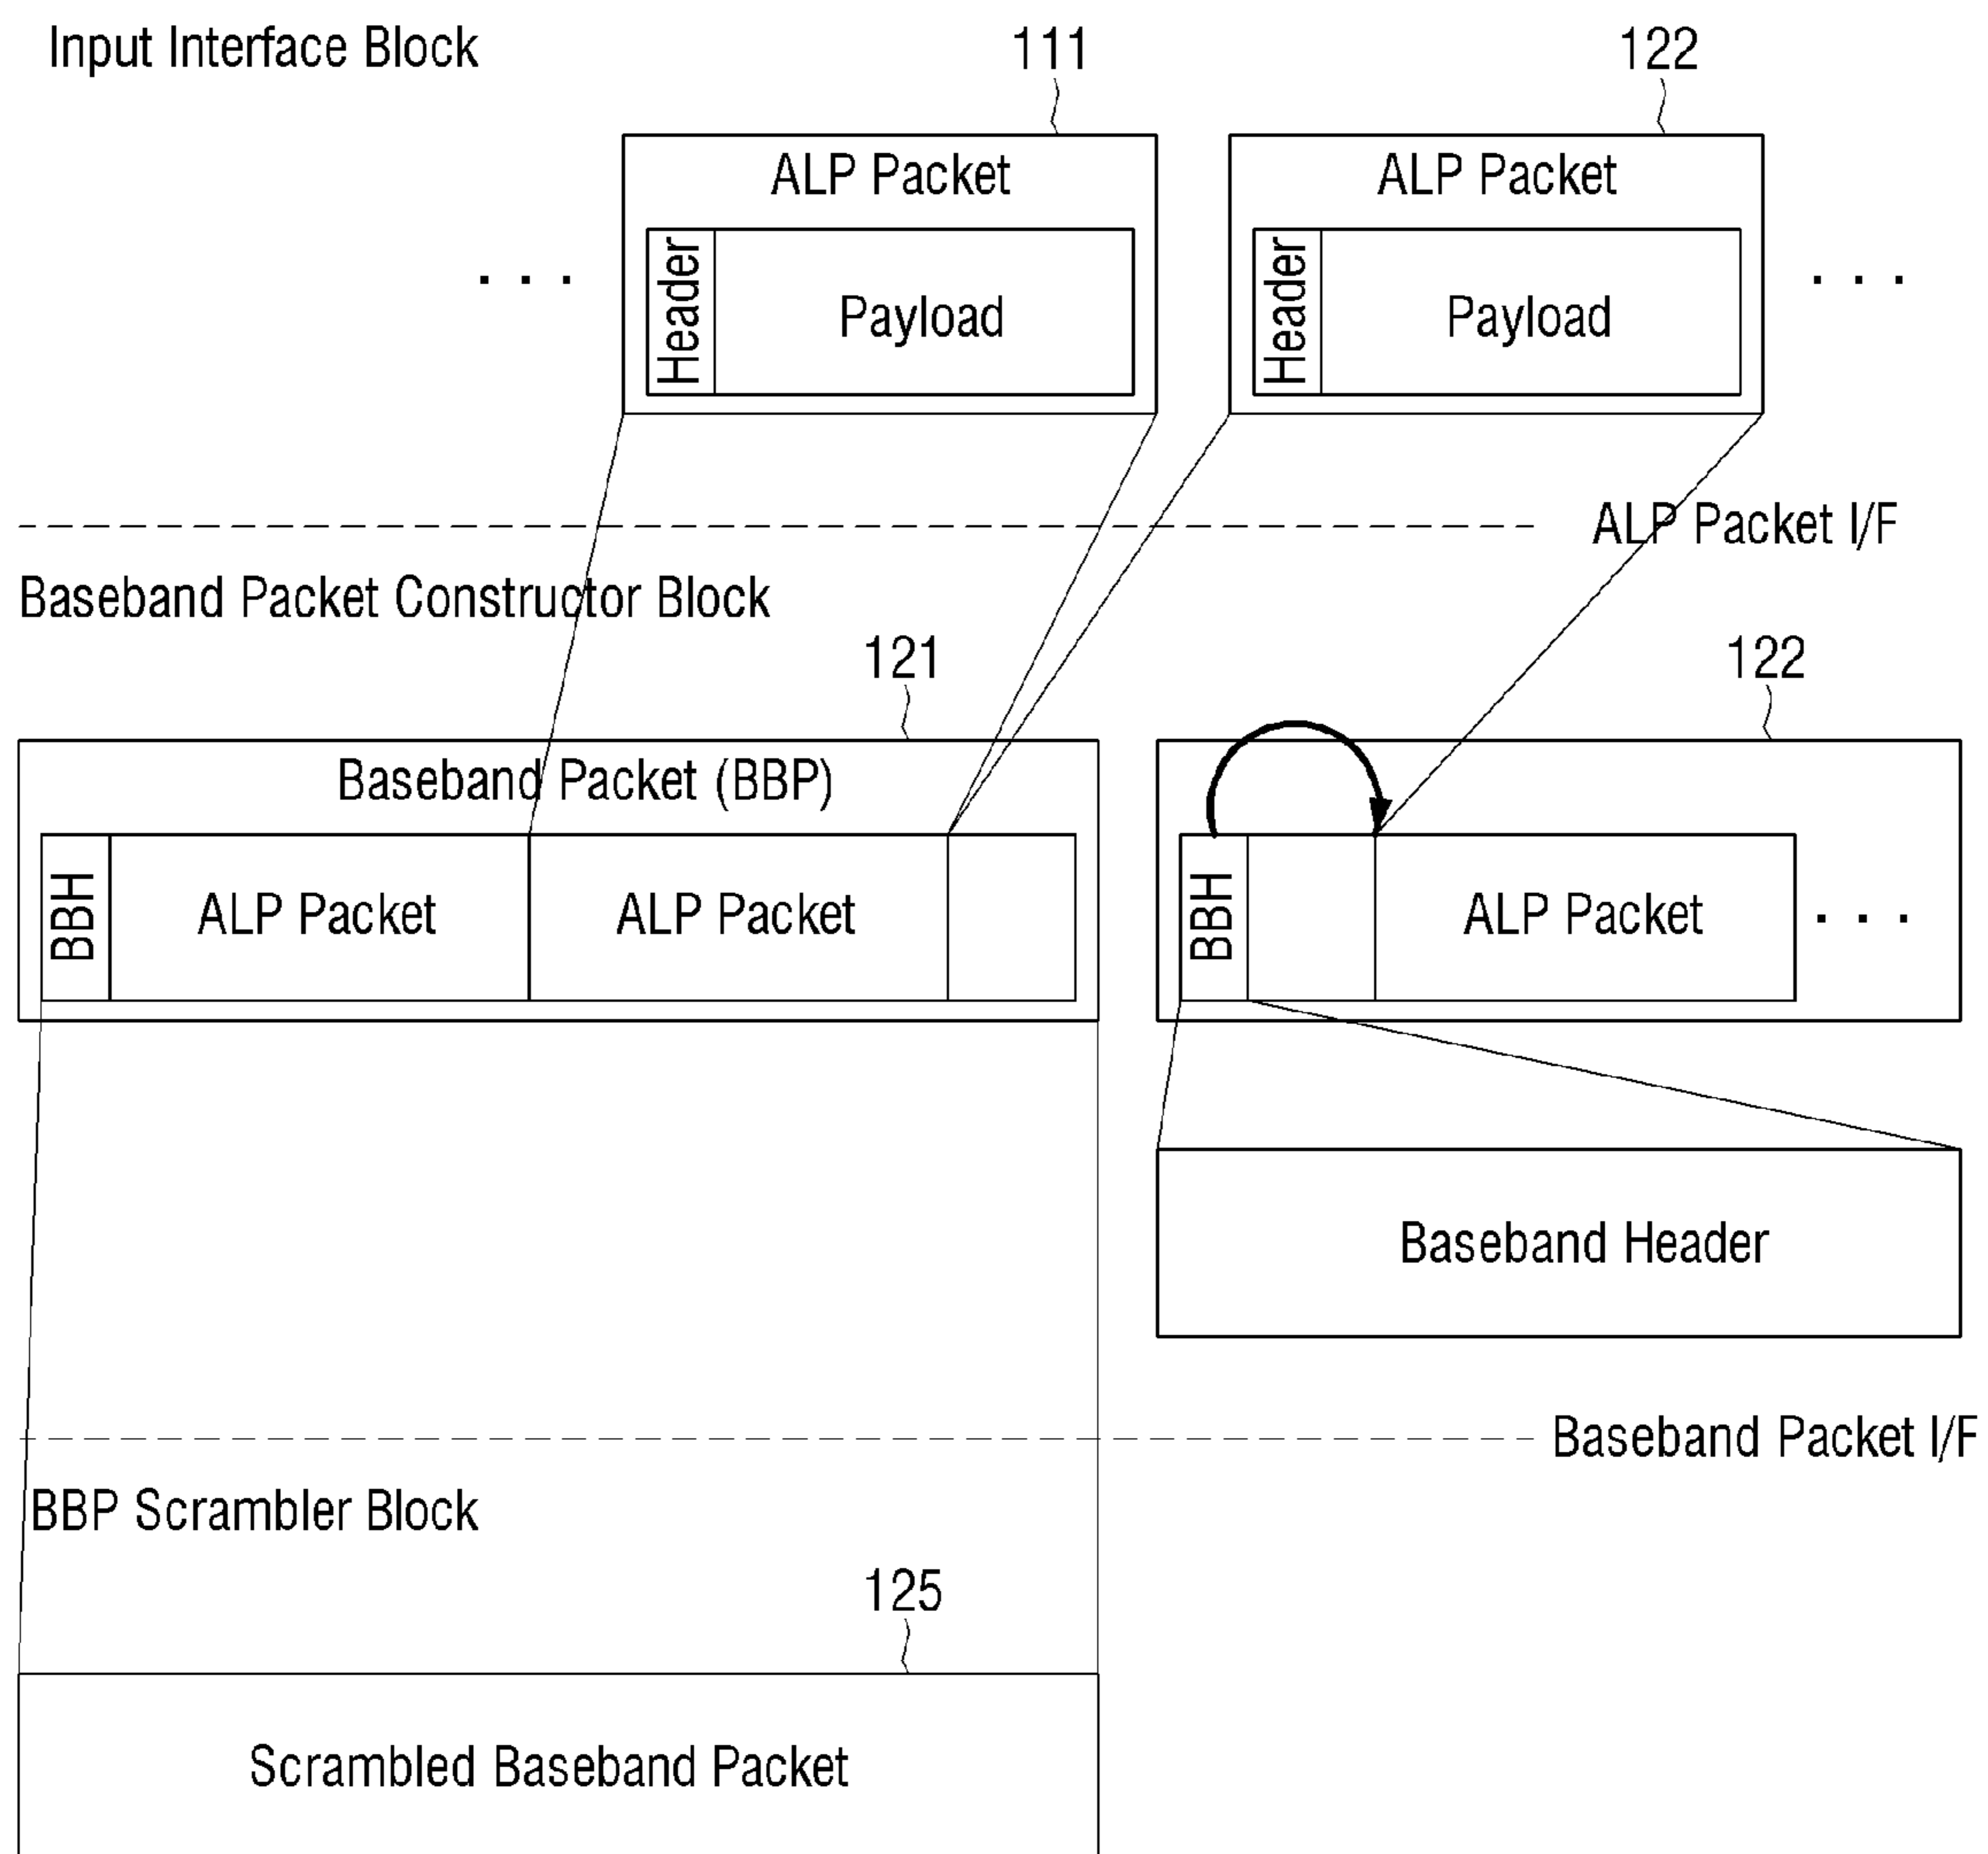 Input Interface Block
111
122
ALP Packet
ALP Packet
Header
Payload
Header
Payload
. . .
. . .
ALP Packet I/F
Baseband Packet Constructor Block
121
122
Baseband Packet (BBP)
BBH
ALP Packet
ALP Packet
BBH
ALP Packet
. . .
Baseband Header
Baseband Packet I/F
BBP Scrambler Block
125
Scrambled Baseband Packet